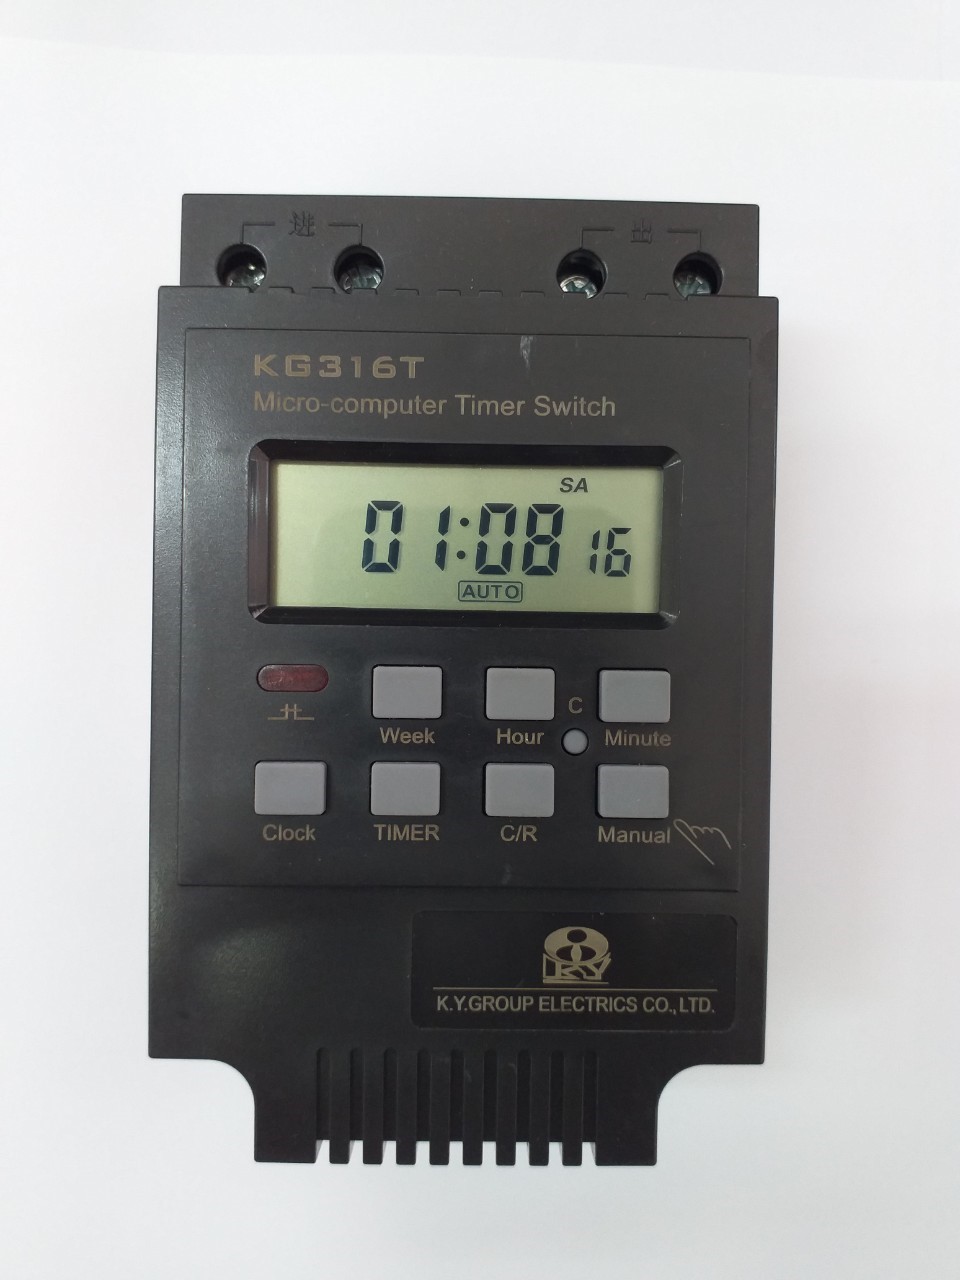 进 出
KG316T
Micro-computer Timer Switch
SA
01:08 16
AUTO
C
Week Hour Minute
Clock TIMER C/R Manual
KY
K.Y.GROUP ELECTRICS CO.,LTD.